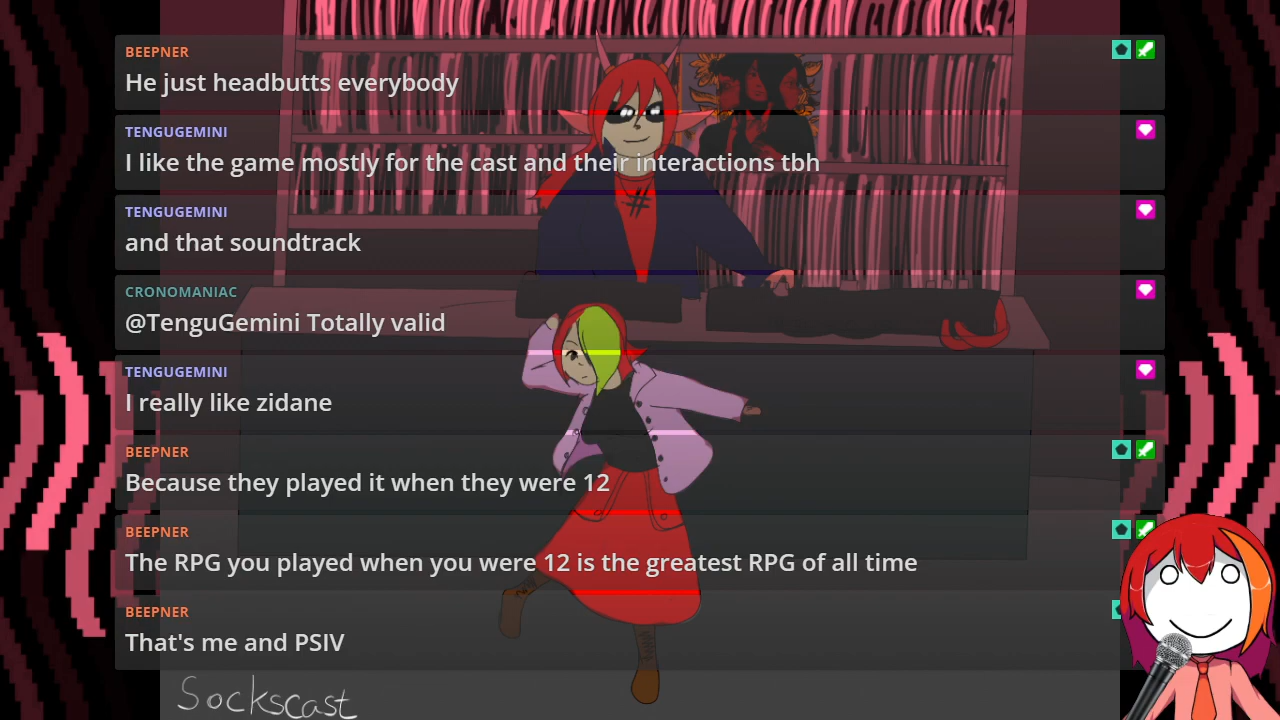 BEEPNER
He just headbutts everybody
TENGUGEMINI
I like the game mostly for the cast and their interactions tbh
TENGUGEMINI
and that soundtrack
CRONOMANIAC
@TenguGemini Totally valid
TENGUGEMINI
I really like zidane
BEEPNER
Because they played it when they were 12
BEEPNER
The RPG you played when you were 12 is the greatest RPG of all time
BEEPNER
That's me and PSIV
Sockscast